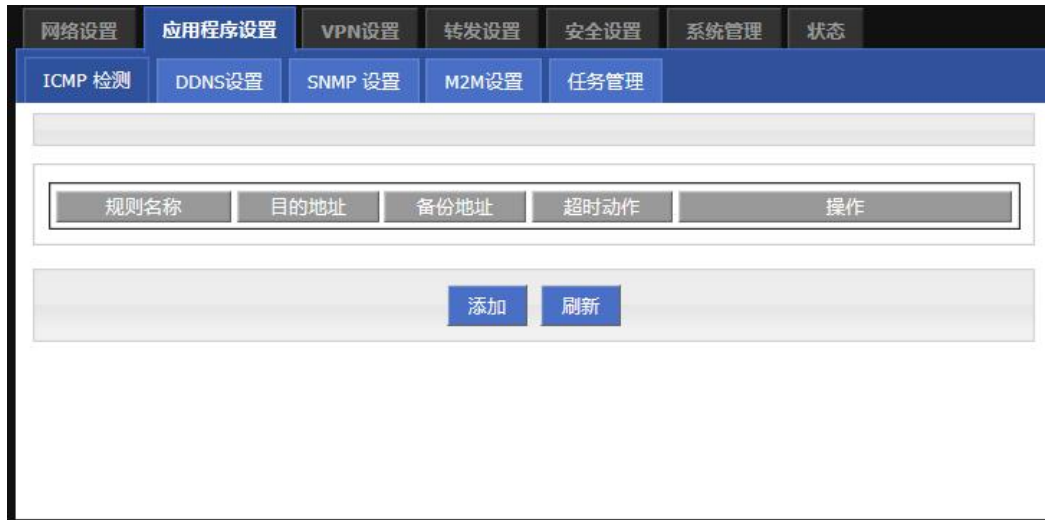 网络设置 应用程序设置 VPN设置 转发设置 安全设置 系统管理 状态
ICMP 检测 DDNS设置 SNMP 设置 M2M设置 任务管理
规则名称 目的地址 备份地址 超时动作 操作
添加 刷新